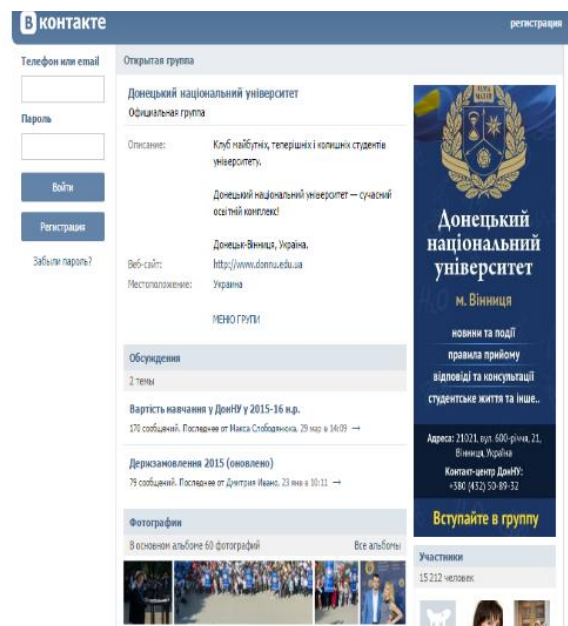 В контакте
регистрация
Телефон или email
Пароль
Войти
Регистрация
Забыли пароль?
Открытая группа
Донецький національний університет
Официальная группа
Описание: Клуб майбутніх, теперішніх і колишніх студентів
університету.
Донецький національний університет — сучасний
освітній комплекс!
Донецьк-Вінниця, Україна.
Веб-сайт: http://www.donnu.edu.ua
Местоположение: Украина
МЕНЮ ГРУПИ
Обсуждения
2 темы
Вартість навчання у ДонНУ у 2015-16 н.р.
170 сообщений. Последнее от Макса Слободянюка, 29 мар в 14:09 →
Держзамовлення 2015 (оновлено)
79 сообщений. Последнее от Дмитрия Ивано, 23 янв в 10:11 →
Фотографии
В основном альбоме 60 фотографий Все альбомы
Донецький
національний
університет
м. Вінниця
новини та події
правила прийому
відповіді та консультації
студентське життя та інше..
Адреса: 21021, вул. 600-річчя, 21,
Вінниця, Україна
Контакт-центр ДонНУ:
+380 (432) 50-89-32
Вступайте в группу
Участники
15 212 человек